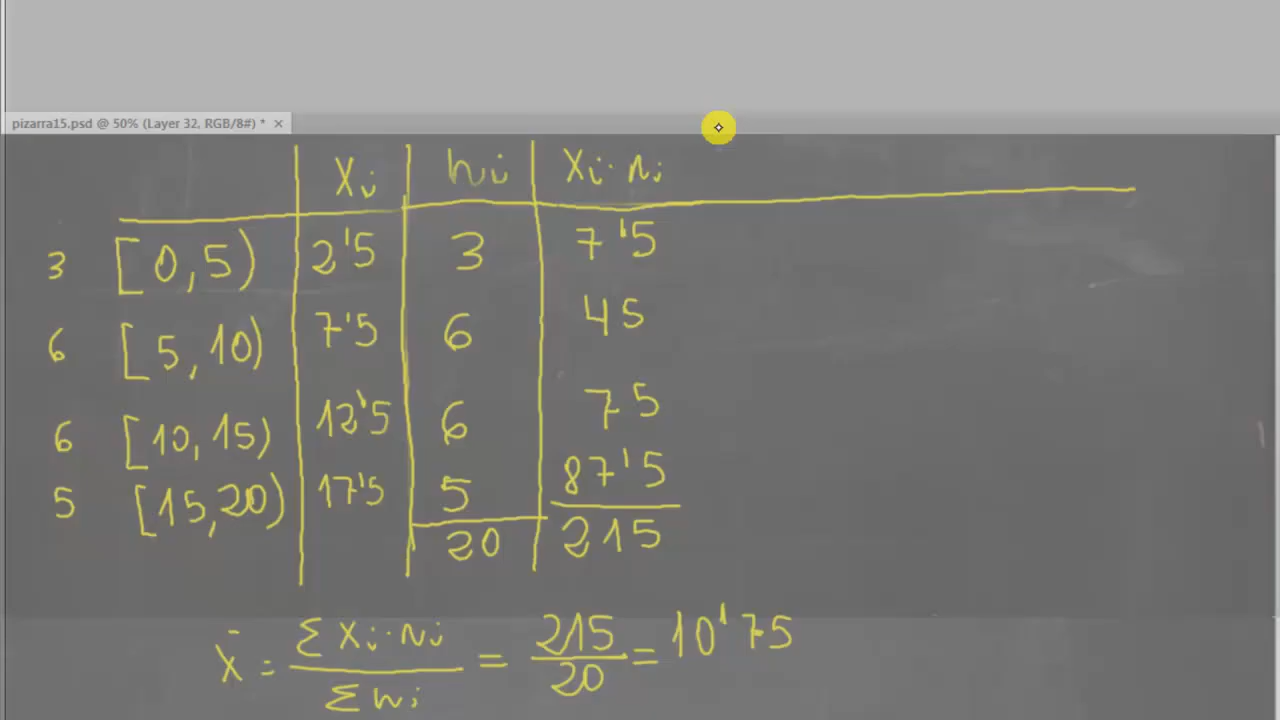 pizarra15.psd @ 50% (Layer 32, RGB/8#) * ×
Xi ni Xi·ni
3 [0,5) 2'5 3 7'5
6 [5,10) 7'5 6 45
6 [10,15) 12'5 6 75
5 [15,20) 17'5 5 87'5
20 215
X̄ = Σ Xi·ni / Σ ni = 215 / 20 = 10'75